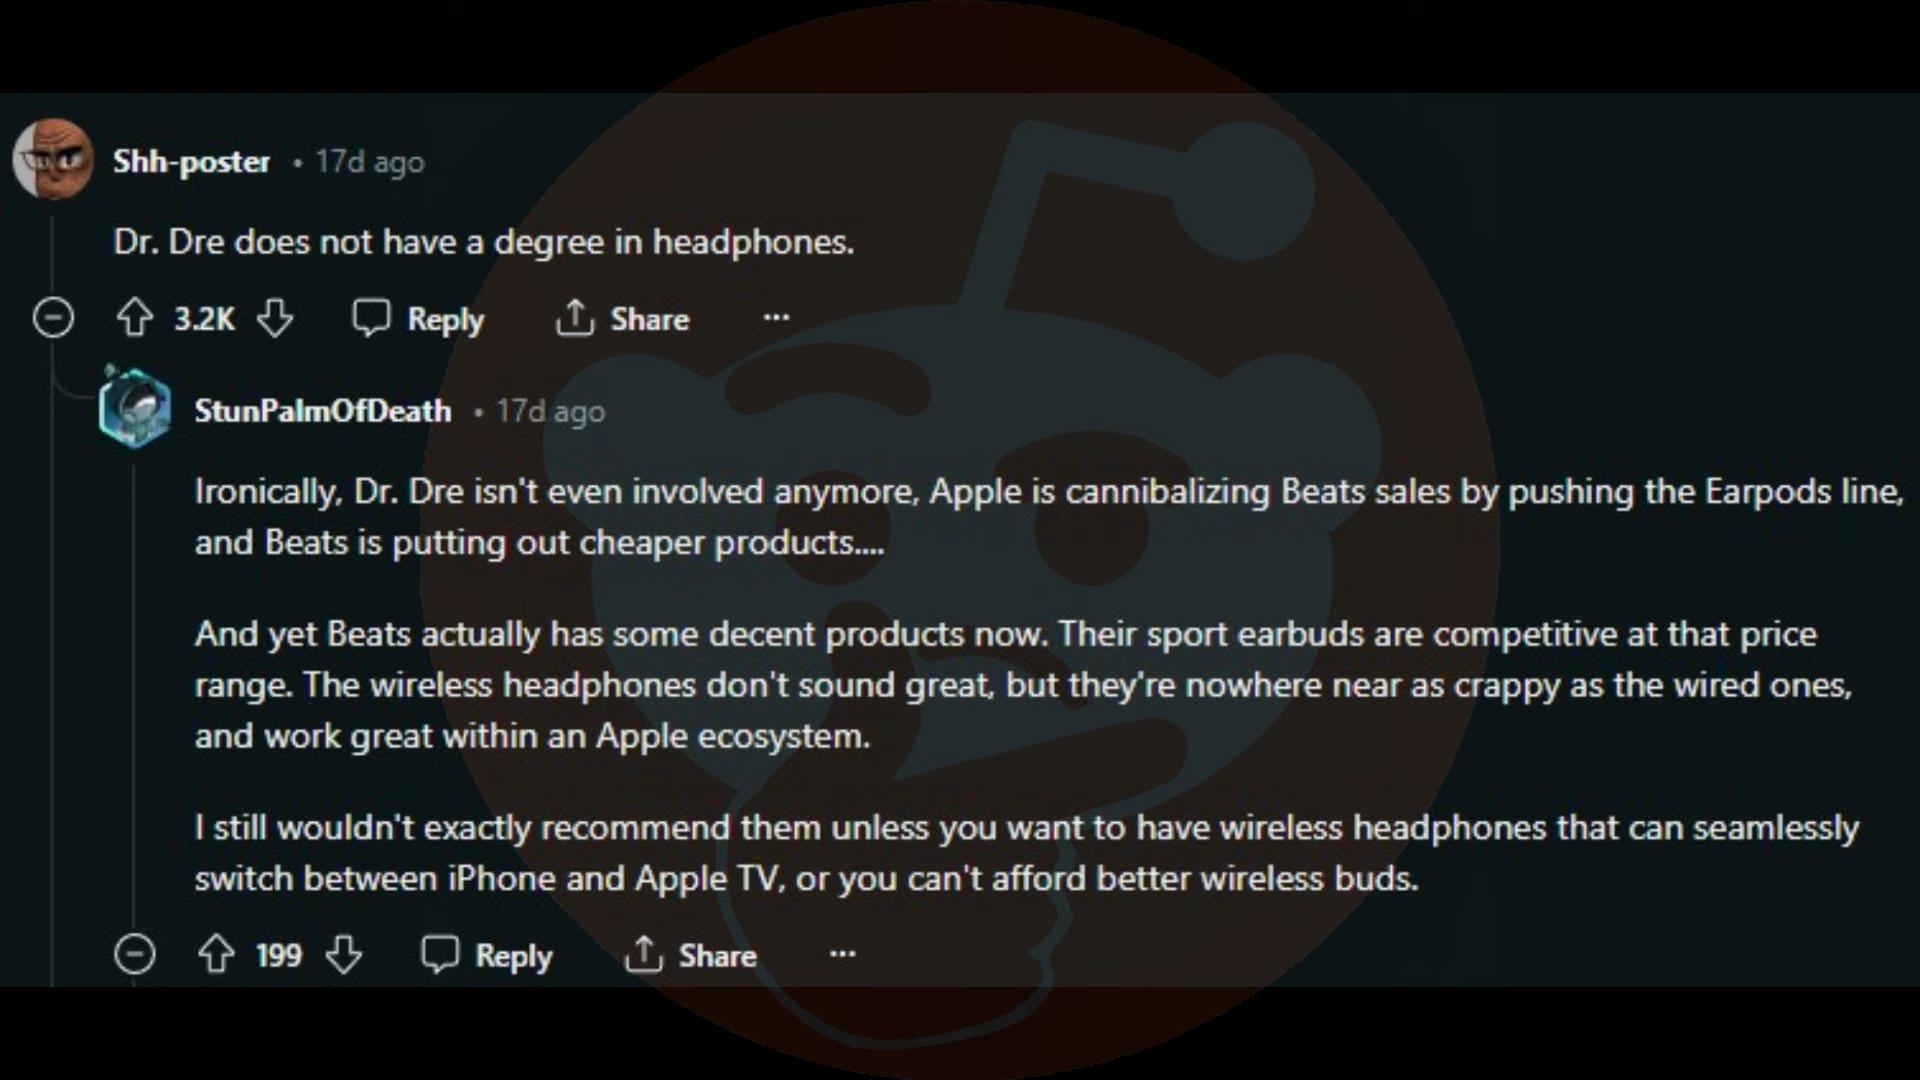 Shh-poster • 17d ago
Dr. Dre does not have a degree in headphones.
3.2K Reply Share ...
StunPalmOfDeath • 17d ago
Ironically, Dr. Dre isn't even involved anymore, Apple is cannibalizing Beats sales by pushing the Earpods line,
and Beats is putting out cheaper products....
And yet Beats actually has some decent products now. Their sport earbuds are competitive at that price
range. The wireless headphones don't sound great, but they're nowhere near as crappy as the wired ones,
and work great within an Apple ecosystem.
I still wouldn't exactly recommend them unless you want to have wireless headphones that can seamlessly
switch between iPhone and Apple TV, or you can't afford better wireless buds.
199 Reply Share ...